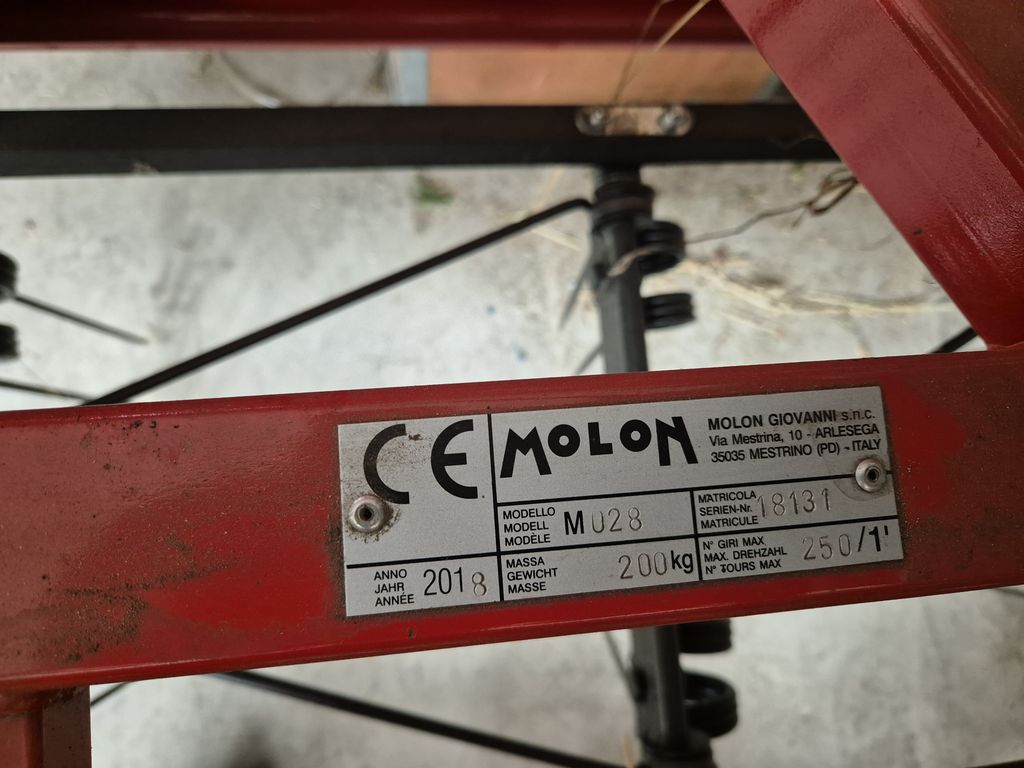 CE
MOLON
MOLON GIOVANNI s.n.c.
Via Mestrina, 10 - ARLESEGA
35035 MESTRINO (PD) - ITALY
MODELLO
MODELL
MODÈLE
M028
MATRICOLA
SERIEN-Nr.
MATRICULE
18131
ANNO
JAHR
ANNÉE
2018
MASSA
GEWICHT
MASSE
200kg
N° GIRI MAX
MAX. DREHZAHL
N° TOURS MAX
250/1'